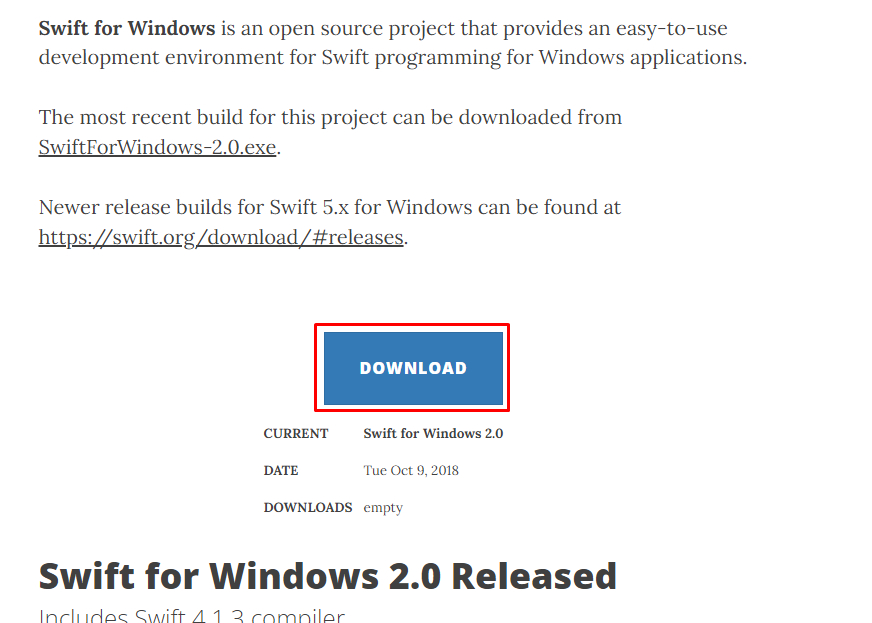 Swift for Windows is an open source project that provides an easy-to-use
development environment for Swift programming for Windows applications.
The most recent build for this project can be downloaded from
SwiftForWindows-2.0.exe.
Newer release builds for Swift 5.x for Windows can be found at
https://swift.org/download/#releases.
DOWNLOAD
CURRENT Swift for Windows 2.0
DATE Tue Oct 9, 2018
DOWNLOADS empty
Swift for Windows 2.0 Released
Includes Swift 4.1.3 compiler